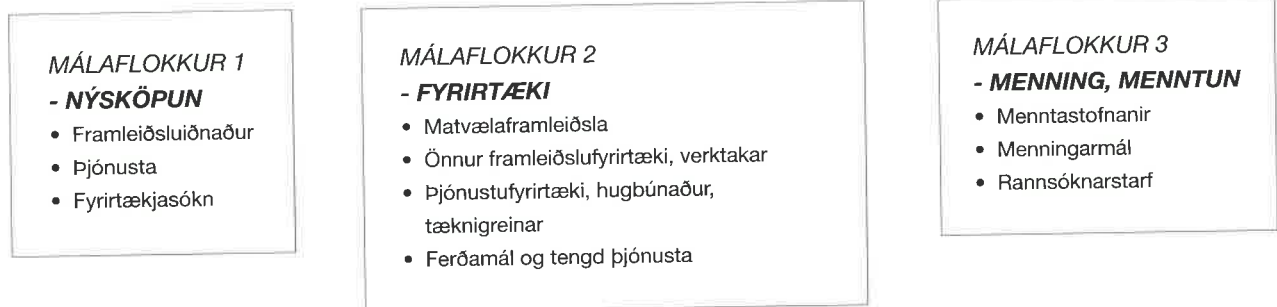 MÁLAFLOKKUR 1
- NÝSKÖPUN
• Framleiðsluiðnaður
• Þjónusta
• Fyrirtækjasókn
MÁLAFLOKKUR 2
- FYRIRTÆKI
• Matvælaframleiðsla
• Önnur framleiðslufyrirtæki, verktakar
• Þjónustufyrirtæki, hugbúnaður,
tæknigreinar
• Ferðamál og tengd þjónusta
MÁLAFLOKKUR 3
- MENNING, MENNTUN
• Menntastofnanir
• Menningarmál
• Rannsóknarstarf